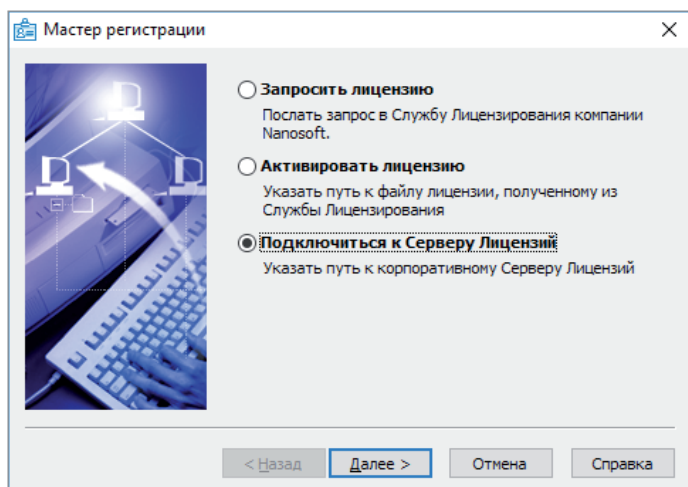 Мастер регистрации
Запросить лицензию
Послать запрос в Службу Лицензирования компании
Nanosoft.
Активировать лицензию
Указать путь к файлу лицензии, полученному из
Службы Лицензирования
Подключиться к Серверу Лицензий
Указать путь к корпоративному Серверу Лицензий
< Назад Далее > Отмена Справка